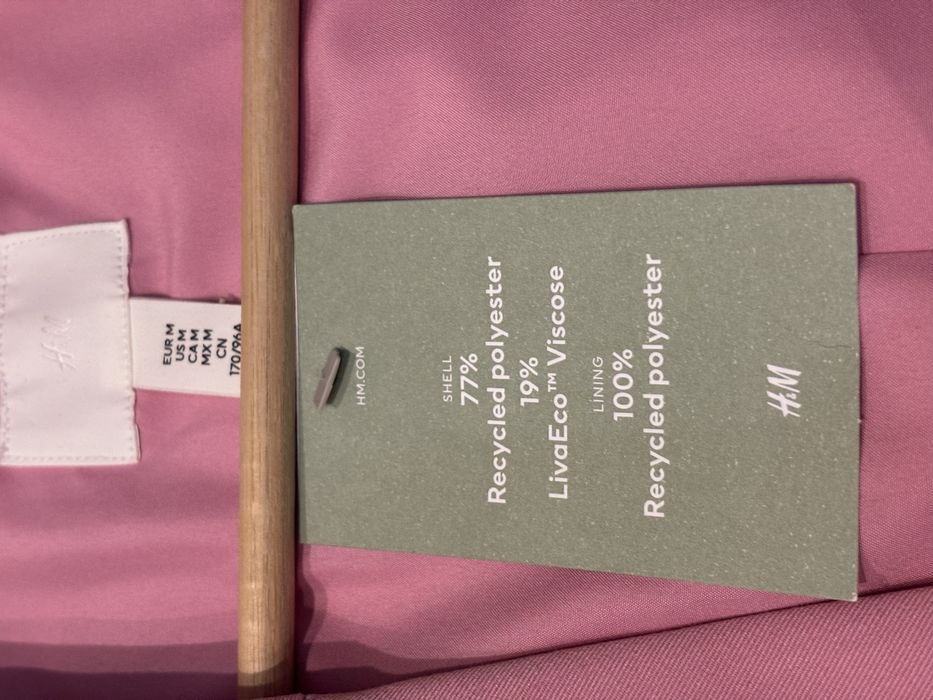 H&M
EUR M
US M
CA M
MX M
CN
170/96A
HM.COM
SHELL
77%
Recycled polyester
19%
LivaEco™ Viscose
LINING
100%
Recycled polyester
H&M